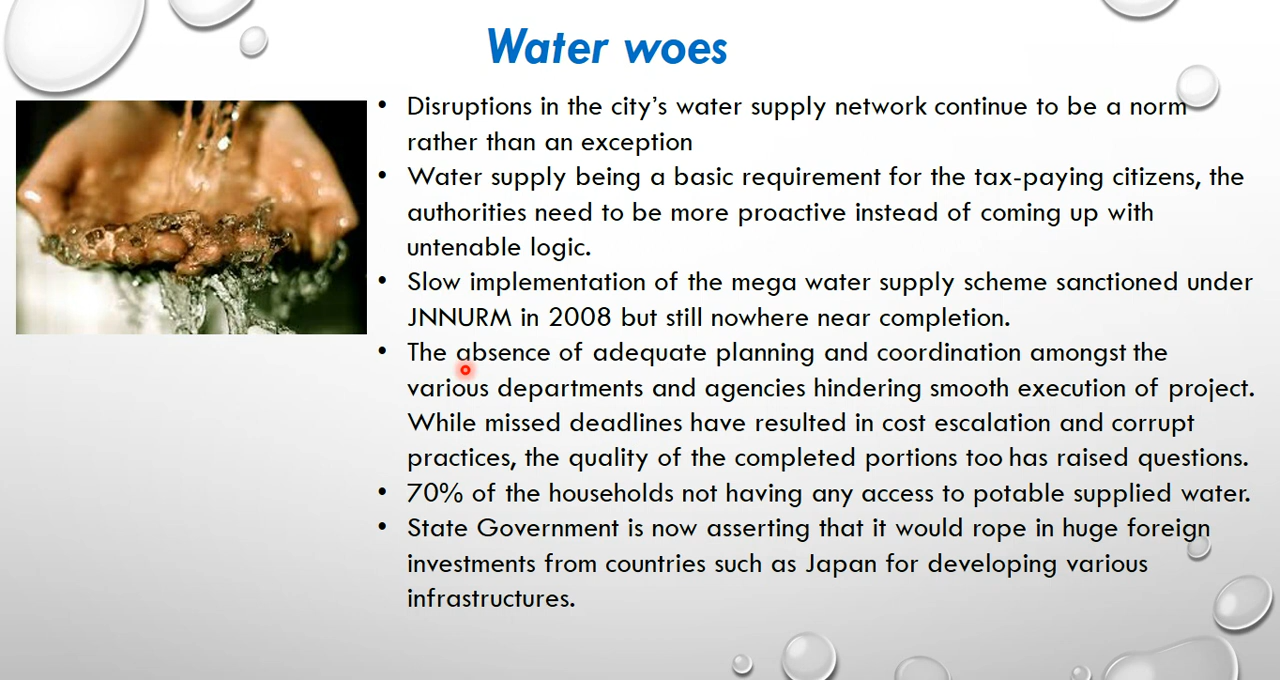 Water woes
• Disruptions in the city's water supply network continue to be a norm
rather than an exception
• Water supply being a basic requirement for the tax-paying citizens, the
authorities need to be more proactive instead of coming up with
untenable logic.
• Slow implementation of the mega water supply scheme sanctioned under
JNNURM in 2008 but still nowhere near completion.
• The absence of adequate planning and coordination amongst the
various departments and agencies hindering smooth execution of project.
While missed deadlines have resulted in cost escalation and corrupt
practices, the quality of the completed portions too has raised questions.
• 70% of the households not having any access to potable supplied water.
• State Government is now asserting that it would rope in huge foreign
investments from countries such as Japan for developing various
infrastructures.